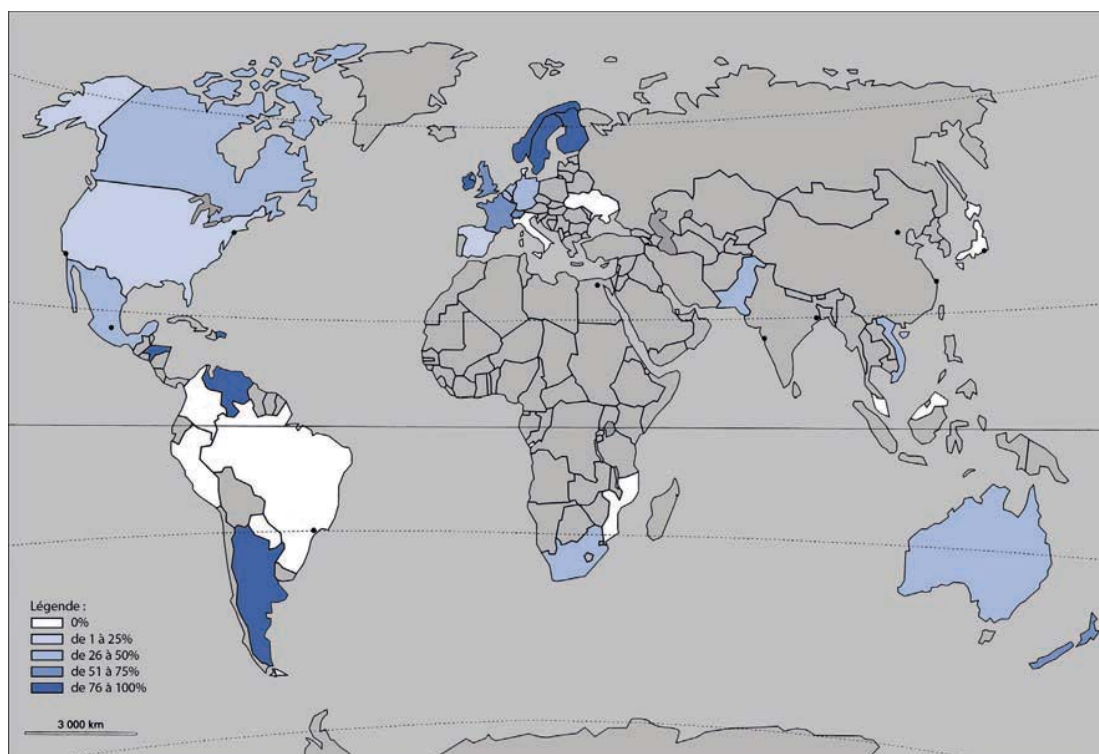 Légende :
0%
de 1 à 25%
de 26 à 50%
de 51 à 75%
de 76 à 100%
3 000 km